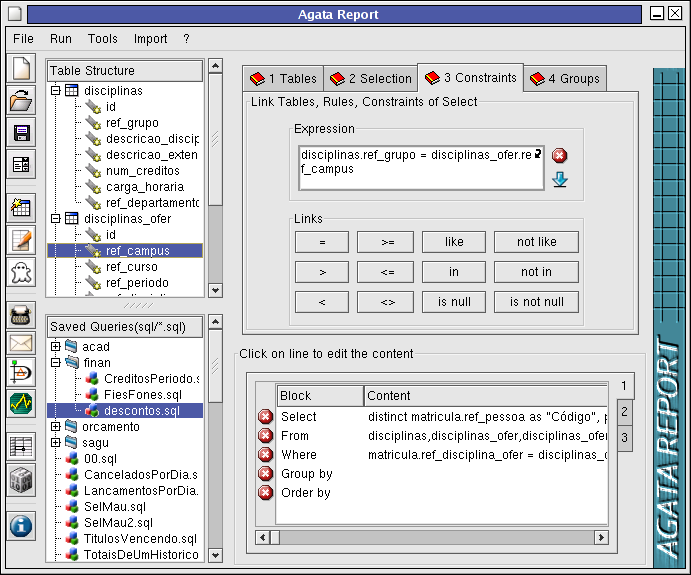 Agata Report
File Run Tools Import ?
Table Structure
disciplinas
id
ref_grupo
descricao_discip
descricao_exten
num_creditos
carga_horaria
ref_departamento
disciplinas_ofer
id
ref_campus
ref_curso
ref_periodo
Saved Queries(sql/*.sql)
acad
finan
CreditosPeriodo.s
FiesFones.sql
descontos.sql
orcamento
sagu
00.sql
CanceladosPorDia.s
LancamentosPorDia.
SelMau.sql
SelMau2.sql
TitulosVencendo.sql
TotaisDeUmHistorico
1 Tables 2 Selection 3 Constraints 4 Groups
Link Tables, Rules, Constraints of Select
Expression
disciplinas.ref_grupo = disciplinas_ofer.re
f_campus
Links
= >= like not like
> <= in not in
< <> is null is not null
Click on line to edit the content
Block Content
Select distinct matricula.ref_pessoa as "Código", p
From disciplinas,disciplinas_ofer,disciplinas_ofer
Where matricula.ref_disciplina_ofer = disciplinas_o
Group by
Order by
1
2
3
AGATA REPORT